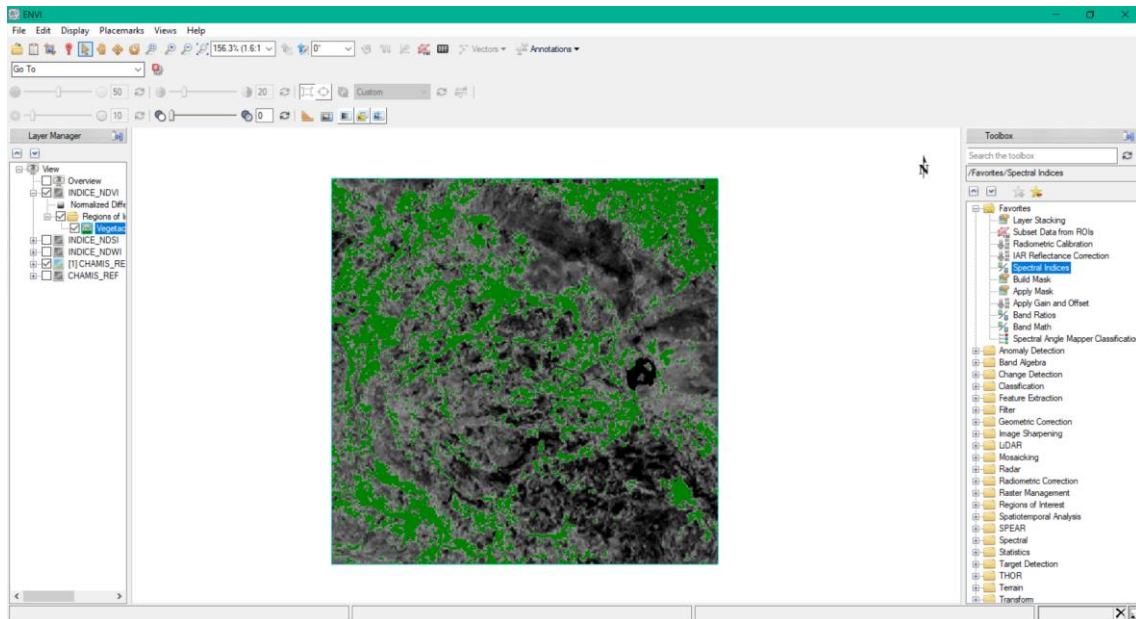 ENVI
File Edit Display Placemarks Views Help
156.3% (1.6:1 0° Vectors Annotations
Go To
50 20 Custom
10 0
Layer Manager
View
Overview
INDICE_NDVI
Normalized Diffe
Regions of I
Vegetac
INDICE_NDSI
INDICE_NDWI
[1] CHAMIS_RE
CHAMIS_REF
N
Toolbox
Search the toolbox
/Favorites/Spectral Indices
Favorites
Layer Stacking
Subset Data from ROIs
Radiometric Calibration
IAR Reflectance Correction
Spectral Indices
Build Mask
Apply Mask
Apply Gain and Offset
Band Ratios
Band Math
Spectral Angle Mapper Classificatio
Anomaly Detection
Band Algebra
Change Detection
Classification
Feature Extraction
Filter
Geometric Correction
Image Sharpening
LiDAR
Mosaicking
Radar
Radiometric Correction
Raster Management
Regions of Interest
Spatiotemporal Analysis
SPEAR
Spectral
Statistics
Target Detection
THOR
Terrain
Transform